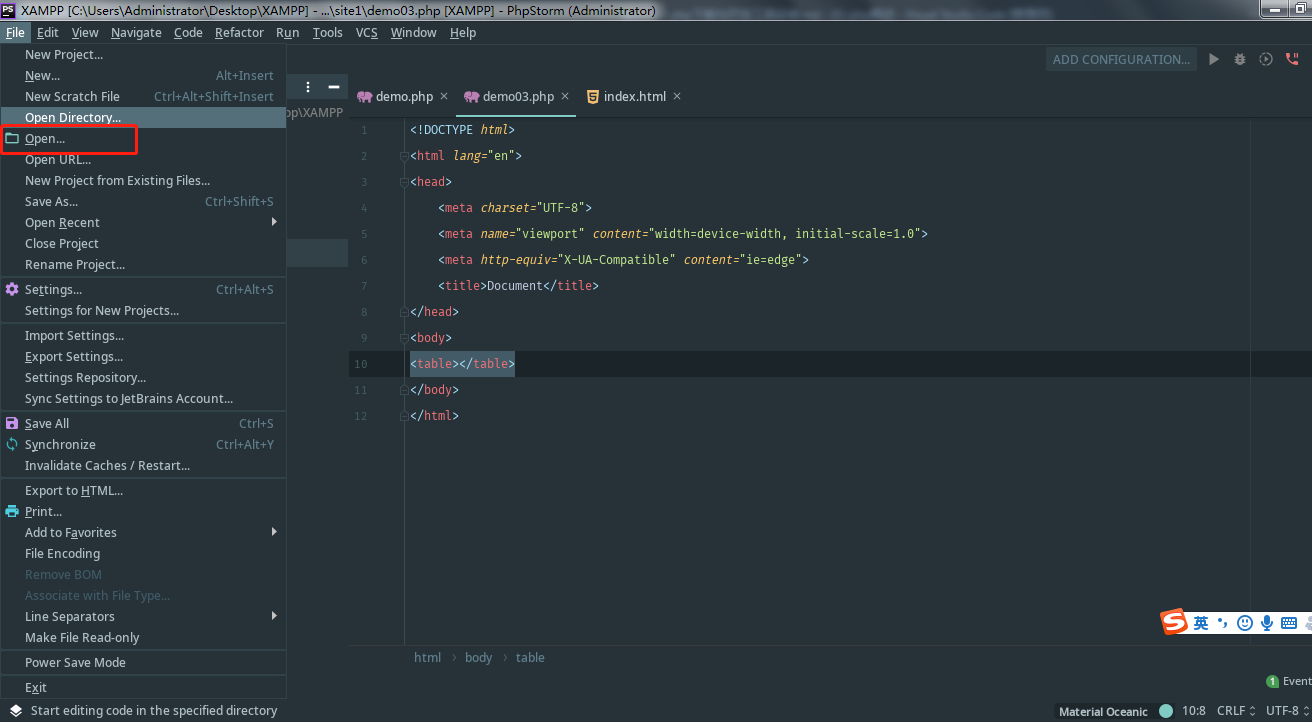 PS XAMPP [C:\Users\Administrator\Desktop\XAMPP] - ...\site1\demo03.php [XAMPP] - PhpStorm (Administrator)
File Edit View Navigate Code Refactor Run Tools VCS Window Help
New Project...
New... Alt+Insert
New Scratch File Ctrl+Alt+Shift+Insert
Open Directory...
Open...
Open URL...
New Project from Existing Files...
Save As... Ctrl+Shift+S
Open Recent
Close Project
Rename Project...
Settings... Ctrl+Alt+S
Settings for New Projects...
Import Settings...
Export Settings...
Settings Repository...
Sync Settings to JetBrains Account...
Save All Ctrl+S
Synchronize Ctrl+Alt+Y
Invalidate Caches / Restart...
Export to HTML...
Print...
Add to Favorites
File Encoding
Remove BOM
Associate with File Type...
Line Separators
Make File Read-only
Power Save Mode
Exit
ADD CONFIGURATION...
pp\XAMPP
demo.php demo03.php index.html
1 <!DOCTYPE html>
2 <html lang="en">
3 <head>
4 <meta charset="UTF-8">
5 <meta name="viewport" content="width=device-width, initial-scale=1.0">
6 <meta http-equiv="X-UA-Compatible" content="ie=edge">
7 <title>Document</title>
8 </head>
9 <body>
10 <table></table>
11 </body>
12 </html>
S 英
html › body › table
1 Event
Start editing code in the specified directory
Material Oceanic 10:8 CRLF UTF-8